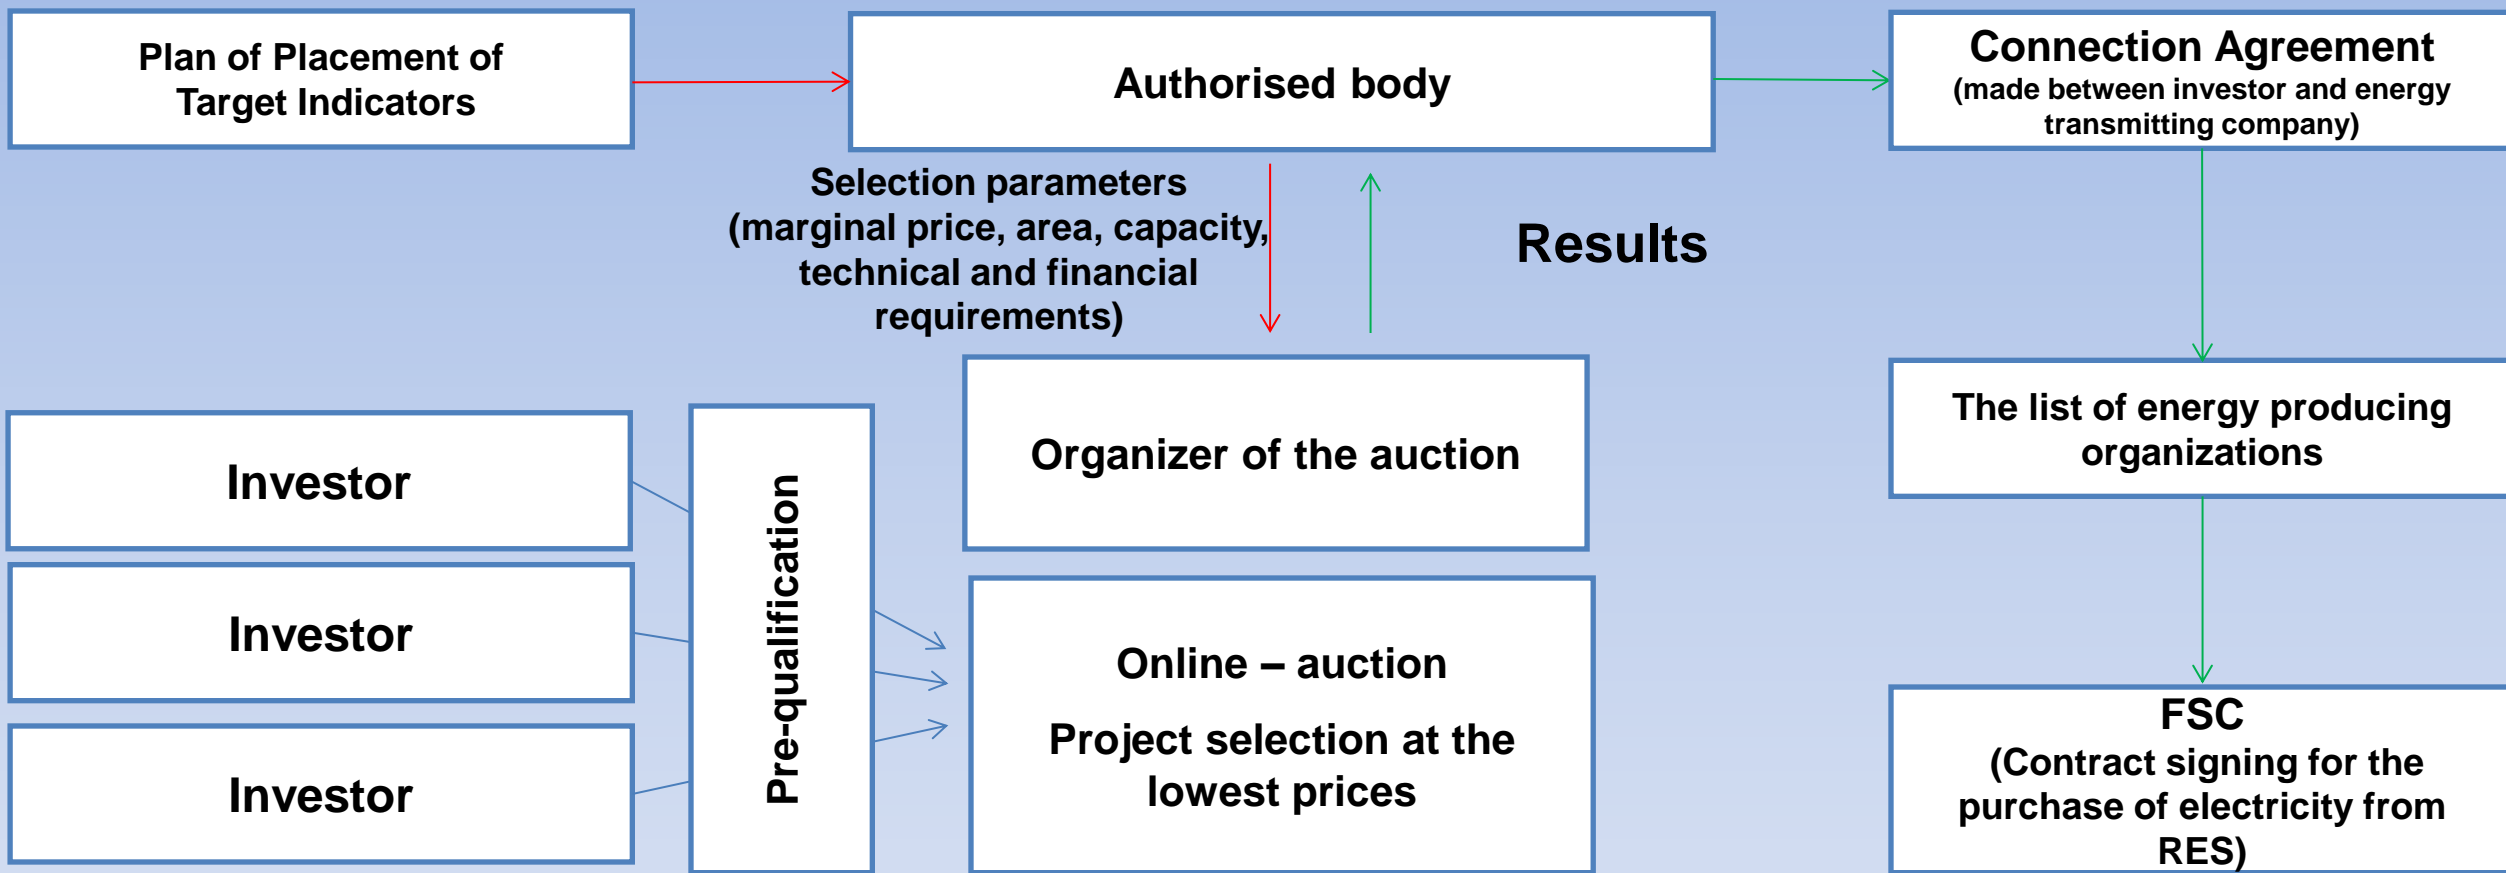 Plan of Placement of
Target Indicators
Authorised body
Connection Agreement
(made between investor and energy
transmitting company)
Selection parameters
(marginal price, area, capacity,
technical and financial
requirements)
Results
Organizer of the auction
The list of energy producing
organizations
Investor
Investor
Investor
Pre-qualification
Online – auction
Project selection at the
lowest prices
FSC
(Contract signing for the
purchase of electricity from
RES)